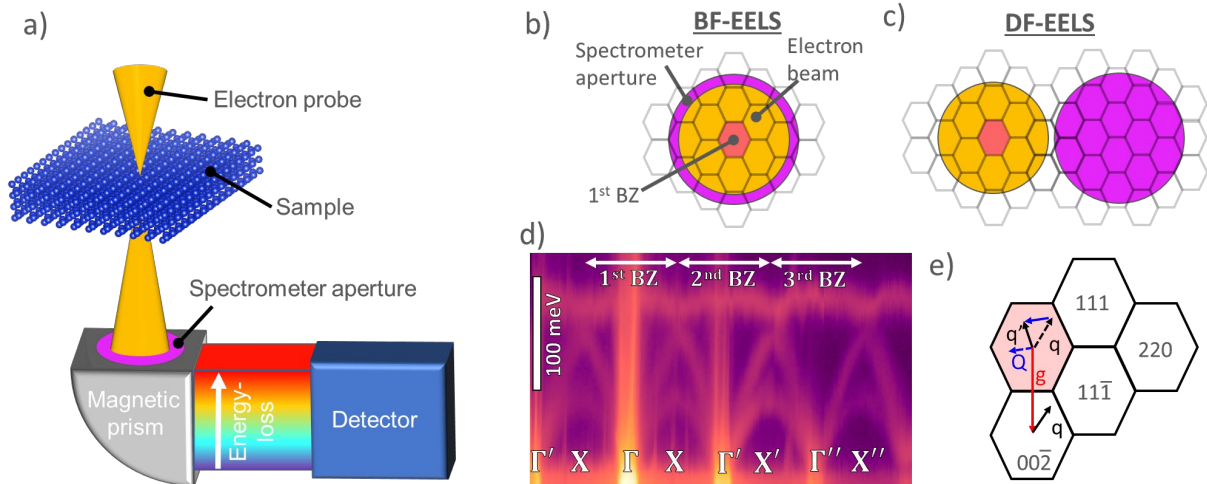 a)
Electron probe
Sample
Spectrometer aperture
Magnetic
prism
Energy-
loss
Detector
b)
BF-EELS
Spectrometer
aperture
Electron
beam
1st BZ
c)
DF-EELS
d)
100 meV
1st BZ
2nd BZ
3rd BZ
Γ' X Γ X Γ' X' Γ'' X''
e)
111
220
111̅
002̅
q'
q
Q
g
q